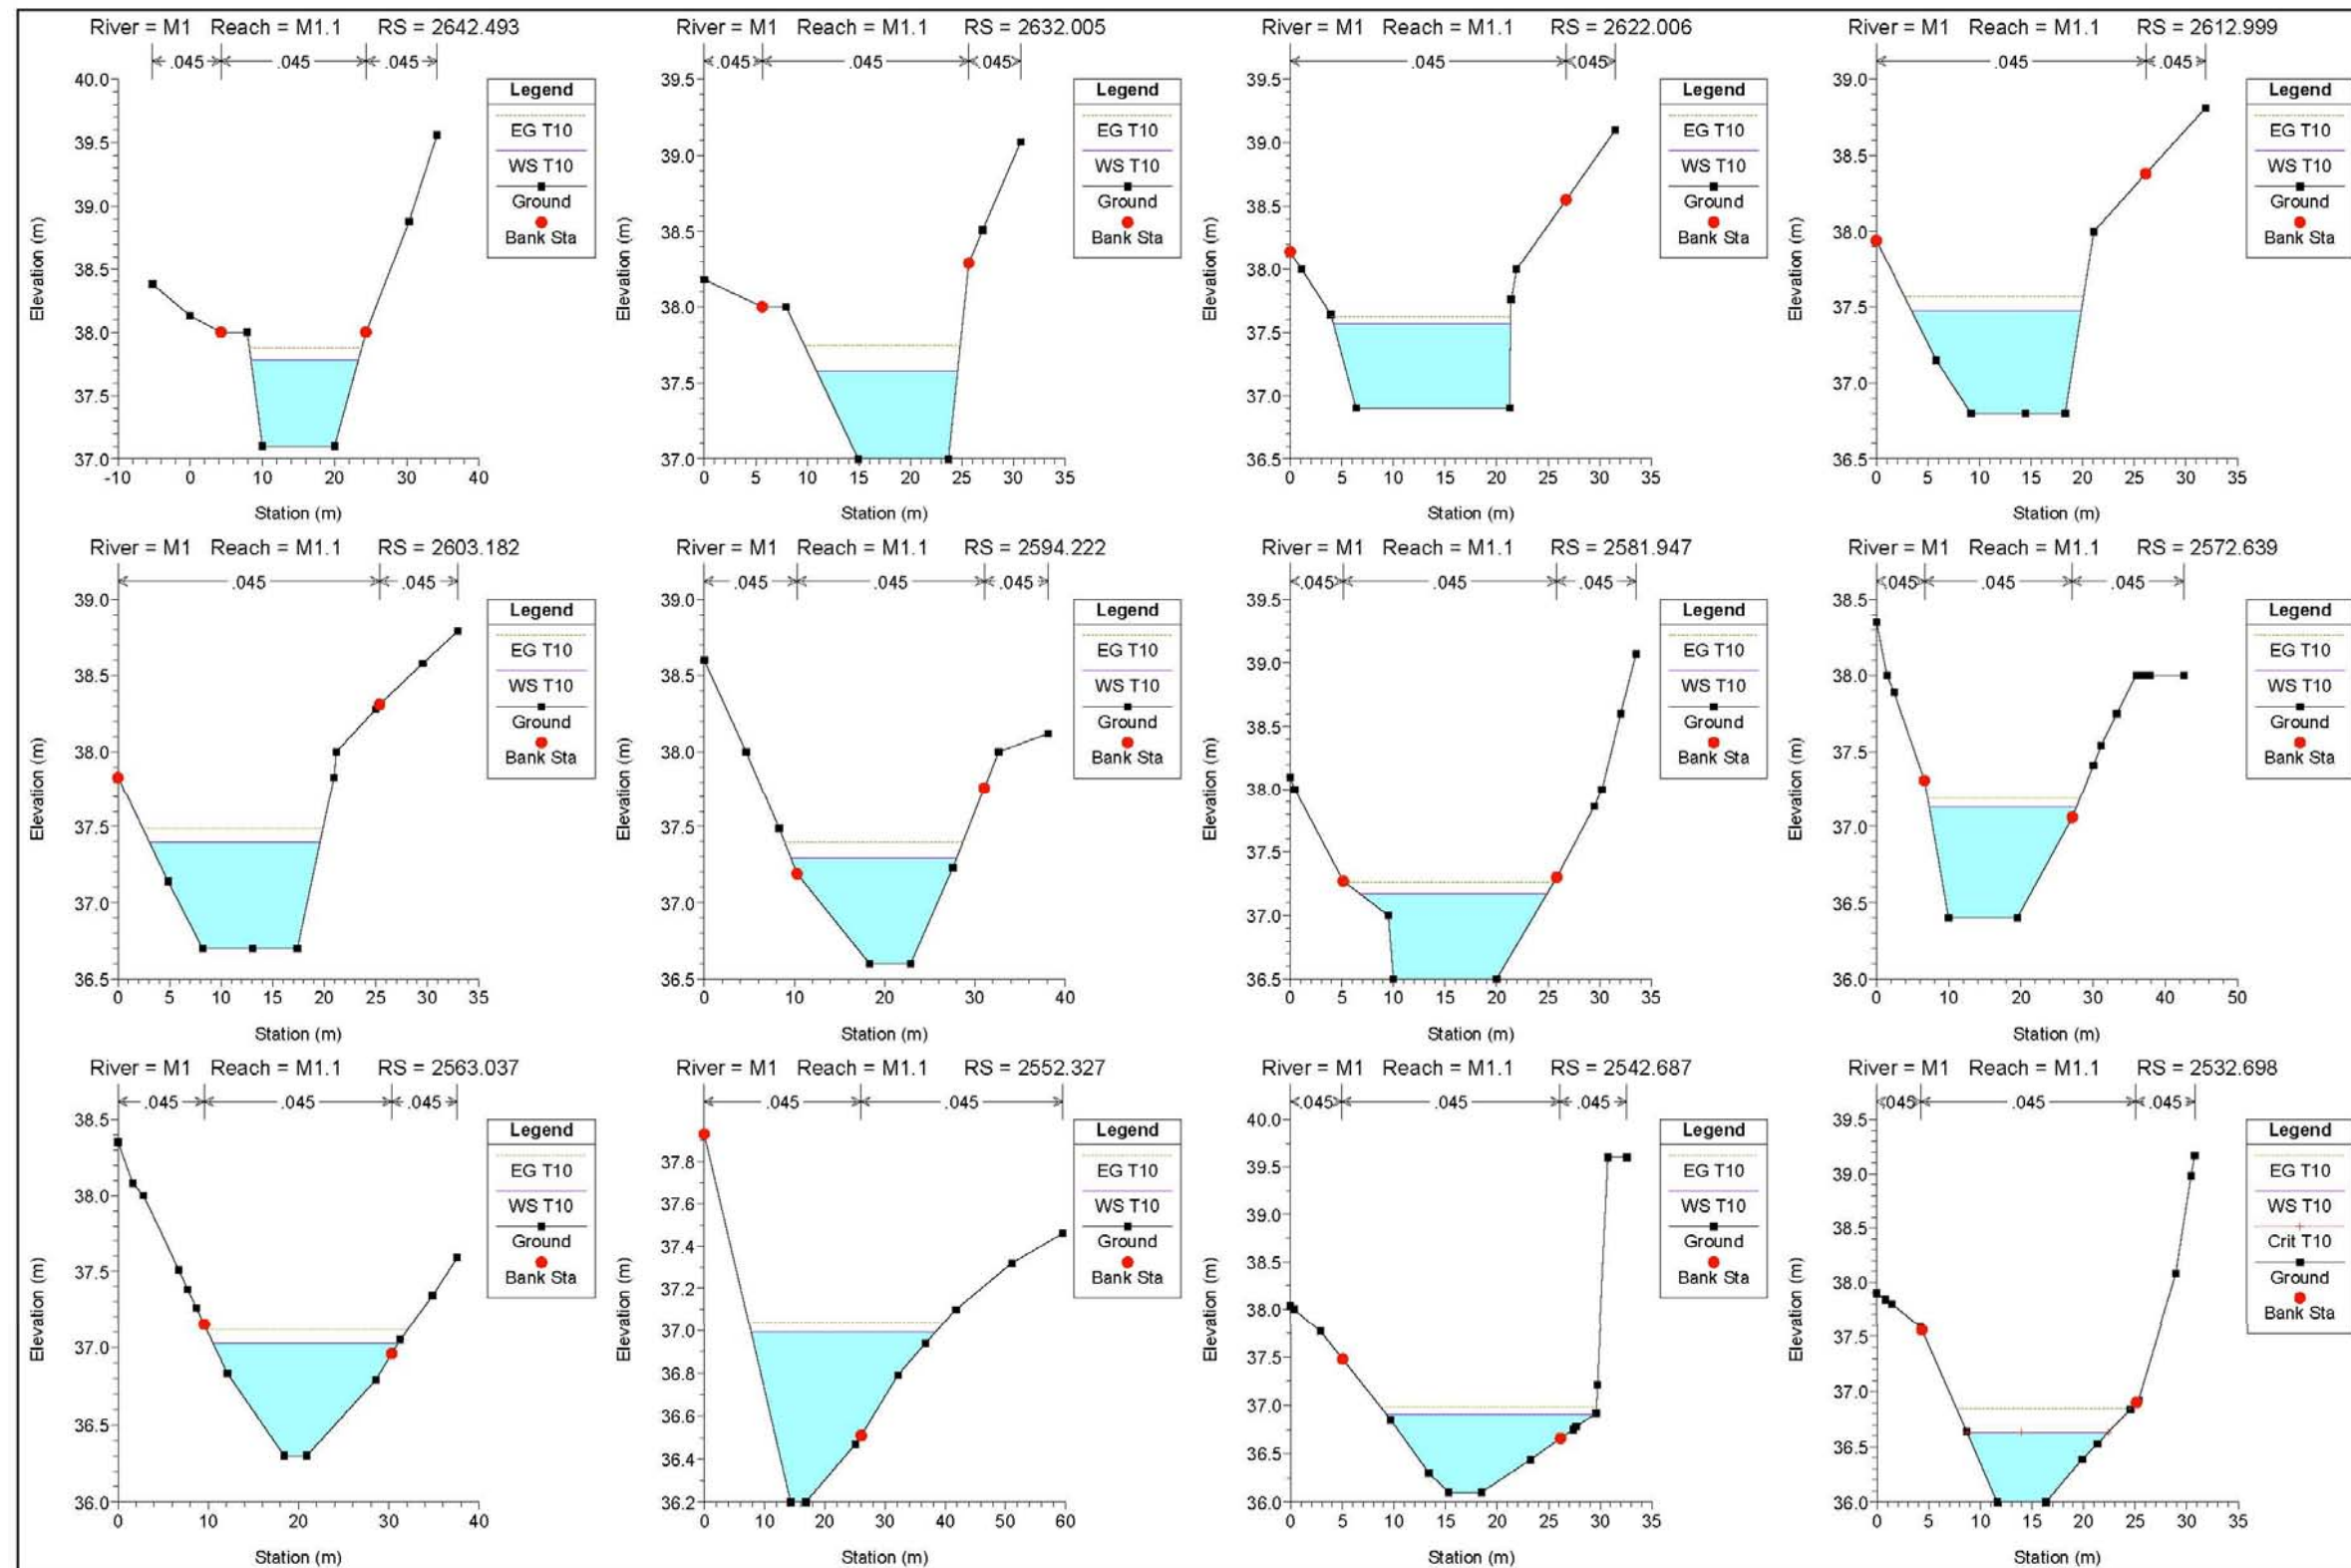 River = M1 Reach = M1.1 RS = 2642.493
.045 .045 .045
40.0
39.5
39.0
38.5
38.0
37.5
37.0
Elevation (m)
-10 0 10 20 30 40
Station (m)
Legend
EG T10
WS T10
Ground
Bank Sta
River = M1 Reach = M1.1 RS = 2632.005
.045 .045 .045
39.5
39.0
38.5
38.0
37.5
37.0
Elevation (m)
0 5 10 15 20 25 30 35
Station (m)
Legend
EG T10
WS T10
Ground
Bank Sta
River = M1 Reach = M1.1 RS = 2622.006
.045 .045
39.5
39.0
38.5
38.0
37.5
37.0
36.5
Elevation (m)
0 5 10 15 20 25 30 35
Station (m)
Legend
EG T10
WS T10
Ground
Bank Sta
River = M1 Reach = M1.1 RS = 2612.999
.045 .045
39.0
38.5
38.0
37.5
37.0
36.5
Elevation (m)
0 5 10 15 20 25 30 35
Station (m)
Legend
EG T10
WS T10
Ground
Bank Sta
River = M1 Reach = M1.1 RS = 2603.182
.045 .045
39.0
38.5
38.0
37.5
37.0
36.5
Elevation (m)
0 5 10 15 20 25 30 35
Station (m)
Legend
EG T10
WS T10
Ground
Bank Sta
River = M1 Reach = M1.1 RS = 2594.222
.045 .045 .045
39.0
38.5
38.0
37.5
37.0
36.5
Elevation (m)
0 10 20 30 40
Station (m)
Legend
EG T10
WS T10
Ground
Bank Sta
River = M1 Reach = M1.1 RS = 2581.947
.045 .045 .045
39.5
39.0
38.5
38.0
37.5
37.0
36.5
Elevation (m)
0 5 10 15 20 25 30 35
Station (m)
Legend
EG T10
WS T10
Ground
Bank Sta
River = M1 Reach = M1.1 RS = 2572.639
.045 .045 .045
38.5
38.0
37.5
37.0
36.5
36.0
Elevation (m)
0 10 20 30 40 50
Station (m)
Legend
EG T10
WS T10
Ground
Bank Sta
River = M1 Reach = M1.1 RS = 2563.037
.045 .045 .045
38.5
38.0
37.5
37.0
36.5
36.0
Elevation (m)
0 10 20 30 40
Station (m)
Legend
EG T10
WS T10
Ground
Bank Sta
River = M1 Reach = M1.1 RS = 2552.327
.045 .045
37.8
37.6
37.4
37.2
37.0
36.8
36.6
36.4
36.2
Elevation (m)
0 10 20 30 40 50 60
Station (m)
Legend
EG T10
WS T10
Ground
Bank Sta
River = M1 Reach = M1.1 RS = 2542.687
.045 .045 .045
40.0
39.5
39.0
38.5
38.0
37.5
37.0
36.5
36.0
Elevation (m)
0 5 10 15 20 25 30 35
Station (m)
Legend
EG T10
WS T10
Ground
Bank Sta
River = M1 Reach = M1.1 RS = 2532.698
.045 .045 .045
39.5
39.0
38.5
38.0
37.5
37.0
36.5
36.0
Elevation (m)
0 5 10 15 20 25 30 35
Station (m)
Legend
EG T10
WS T10
Crit T10
Ground
Bank Sta